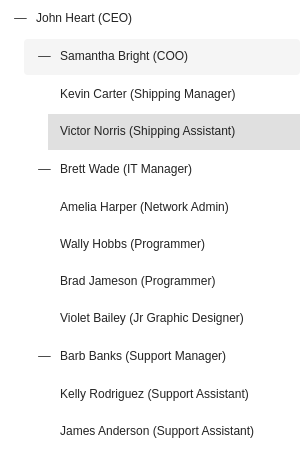 John Heart (CEO)
Samantha Bright (COO)
Kevin Carter (Shipping Manager)
Victor Norris (Shipping Assistant)
Brett Wade (IT Manager)
Amelia Harper (Network Admin)
Wally Hobbs (Programmer)
Brad Jameson (Programmer)
Violet Bailey (Jr Graphic Designer)
Barb Banks (Support Manager)
Kelly Rodriguez (Support Assistant)
James Anderson (Support Assistant)